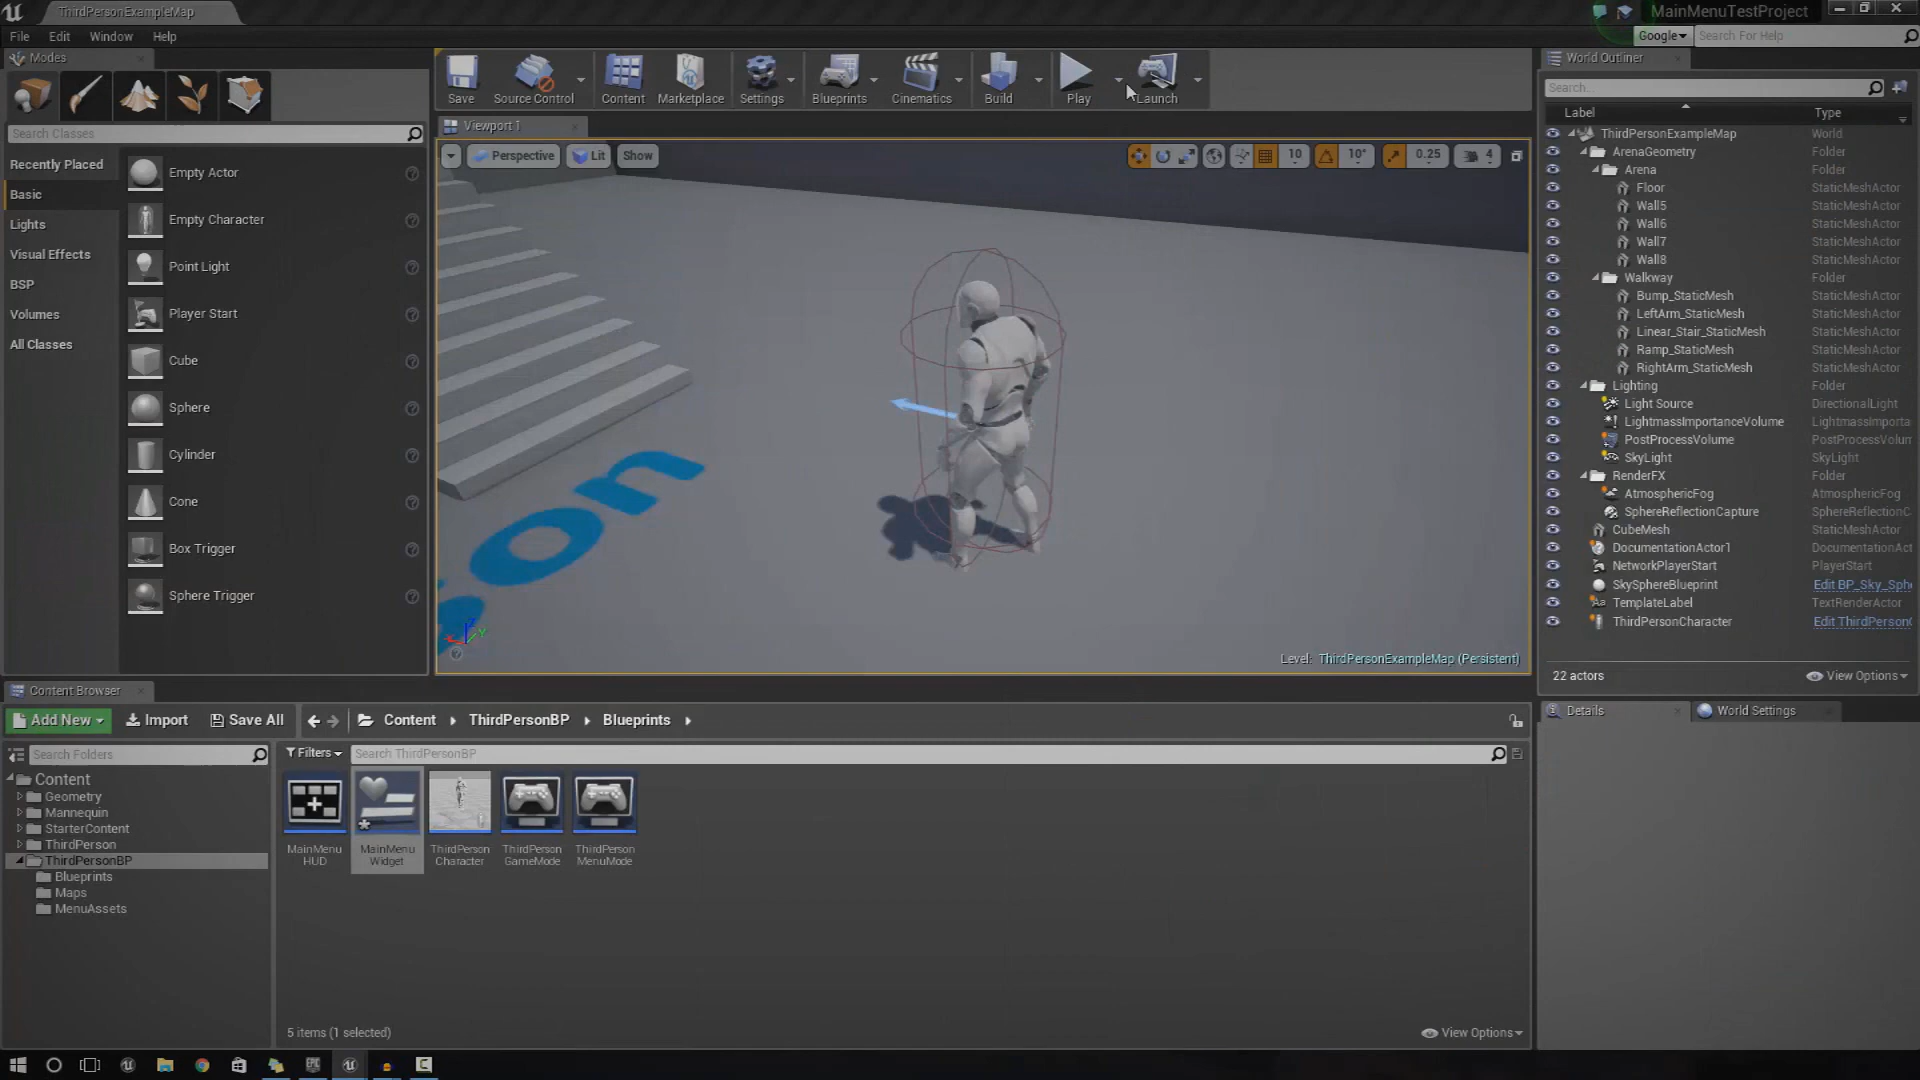 ThirdPersonExampleMap
MainMenuTestProject
File Edit Window Help
Google Search For Help
Modes
Search Classes
Recently Placed
Basic
Lights
Visual Effects
BSP
Volumes
All Classes
Empty Actor
Empty Character
Point Light
Player Start
Cube
Sphere
Cylinder
Cone
Box Trigger
Sphere Trigger
Save Source Control Content Marketplace Settings Blueprints Cinematics Build Play Launch
Viewport 1
Perspective Lit Show
10 10° 0.25 4
son
Level: ThirdPersonExampleMap (Persistent)
World Outliner
Search...
Label Type
ThirdPersonExampleMap World
ArenaGeometry Folder
Arena Folder
Floor StaticMeshActor
Wall5 StaticMeshActor
Wall6 StaticMeshActor
Wall7 StaticMeshActor
Wall8 StaticMeshActor
Walkway Folder
Bump_StaticMesh StaticMeshActor
LeftArm_StaticMesh StaticMeshActor
Linear_Stair_StaticMesh StaticMeshActor
Ramp_StaticMesh StaticMeshActor
RightArm_StaticMesh StaticMeshActor
Lighting Folder
Light Source DirectionalLight
LightmassImportanceVolume LightmassImporta
PostProcessVolume PostProcessVolum
SkyLight SkyLight
RenderFX Folder
AtmosphericFog AtmosphericFog
SphereReflectionCapture SphereReflectionC
CubeMesh StaticMeshActor
DocumentationActor1 DocumentationAct
NetworkPlayerStart PlayerStart
SkySphereBlueprint Edit BP_Sky_Sph
TemplateLabel TextRenderActor
ThirdPersonCharacter Edit ThirdPerson
22 actors View Options
Details World Settings
Content Browser
Add New Import Save All Content ThirdPersonBP Blueprints
Search Folders
Content
Geometry
Mannequin
StarterContent
ThirdPerson
ThirdPersonBP
Blueprints
Maps
MenuAssets
Filters Search ThirdPersonBP
MainMenu HUD
MainMenu Widget
ThirdPerson Character
ThirdPerson GameMode
ThirdPerson MenuMode
5 items (1 selected) View Options